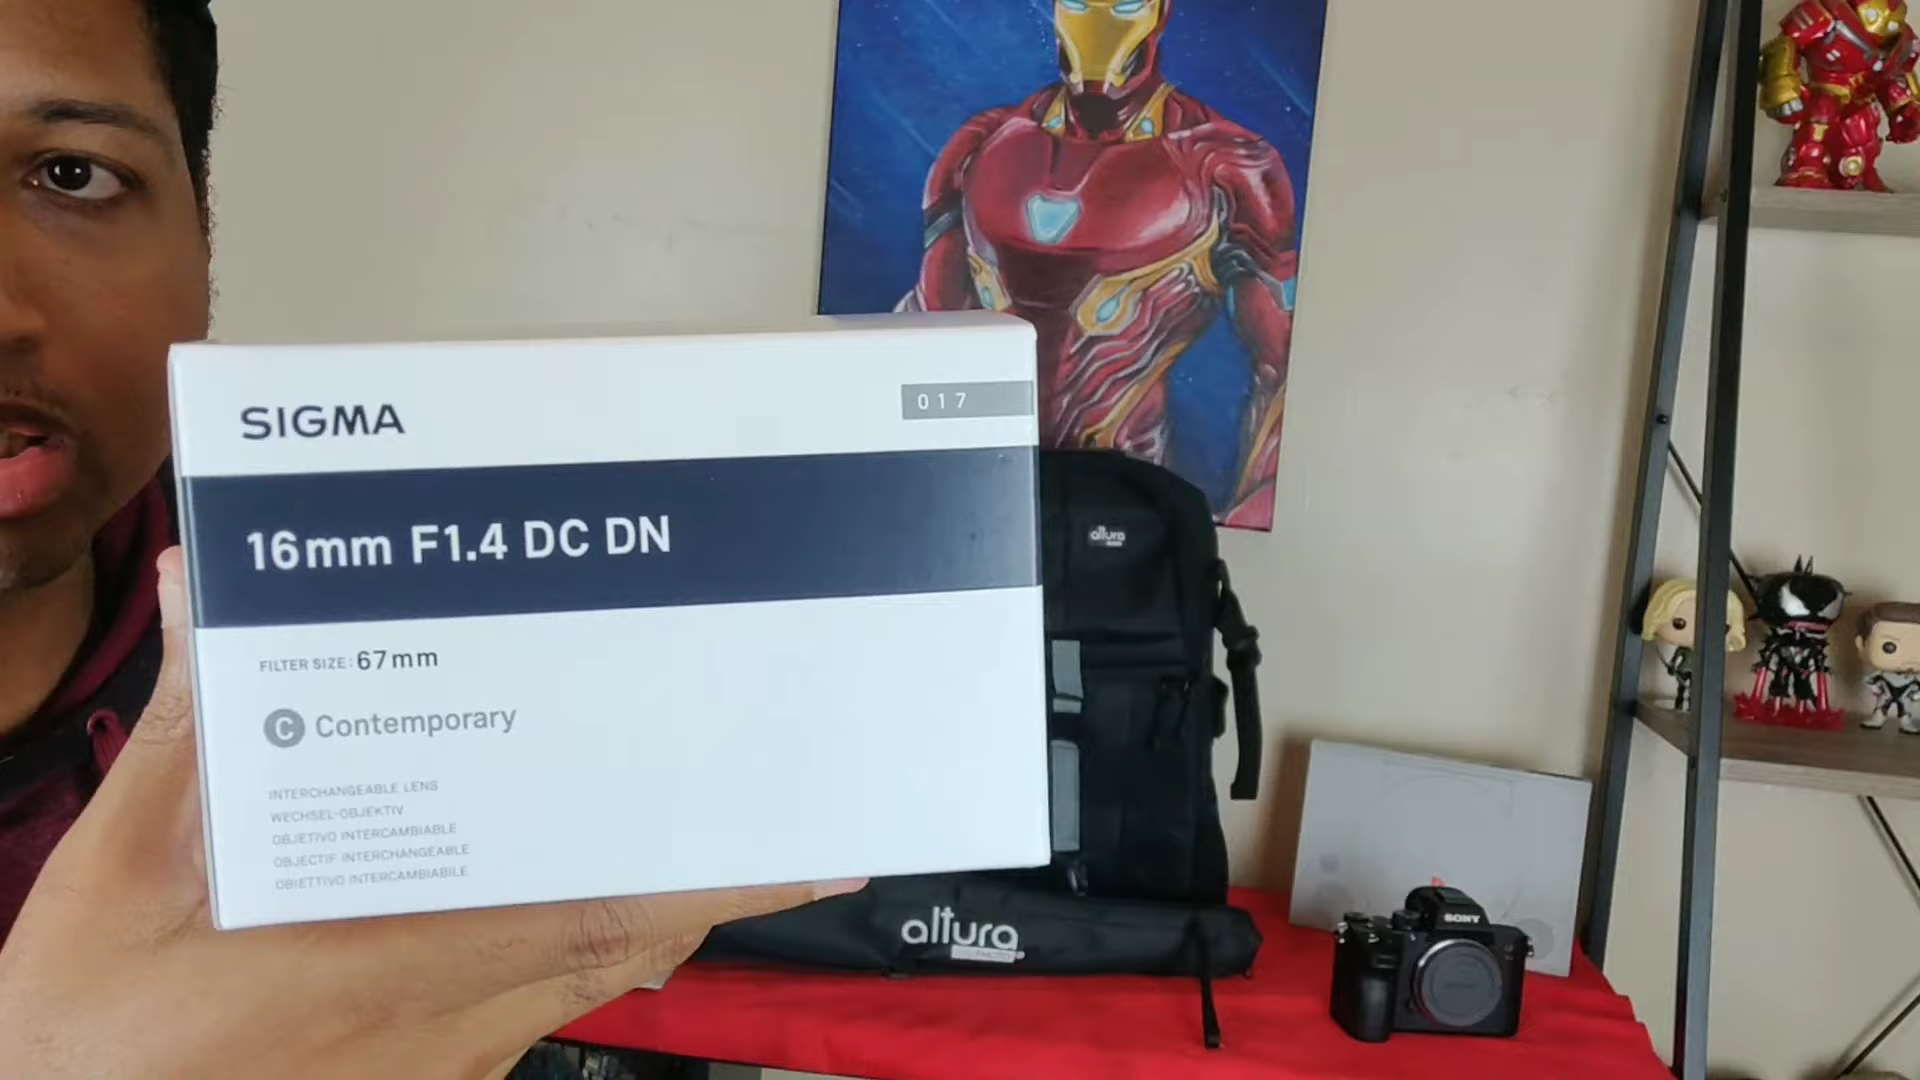 SIGMA
017
16mm F1.4 DC DN
FILTER SIZE: 67mm
C Contemporary
INTERCHANGEABLE LENS
WECHSEL-OBJEKTIV
OBJETIVO INTERCAMBIABLE
OBJECTIF INTERCHANGEABLE
OBIETTIVO INTERCAMBIABILE
altura
altura
PHOTO
SONY